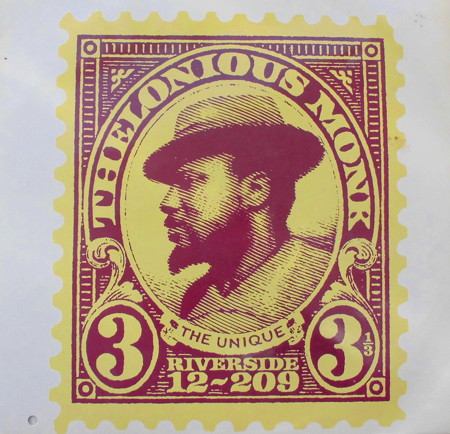 THELONIOUS MONK
THE UNIQUE
3
3 1/3
RIVERSIDE
12~209